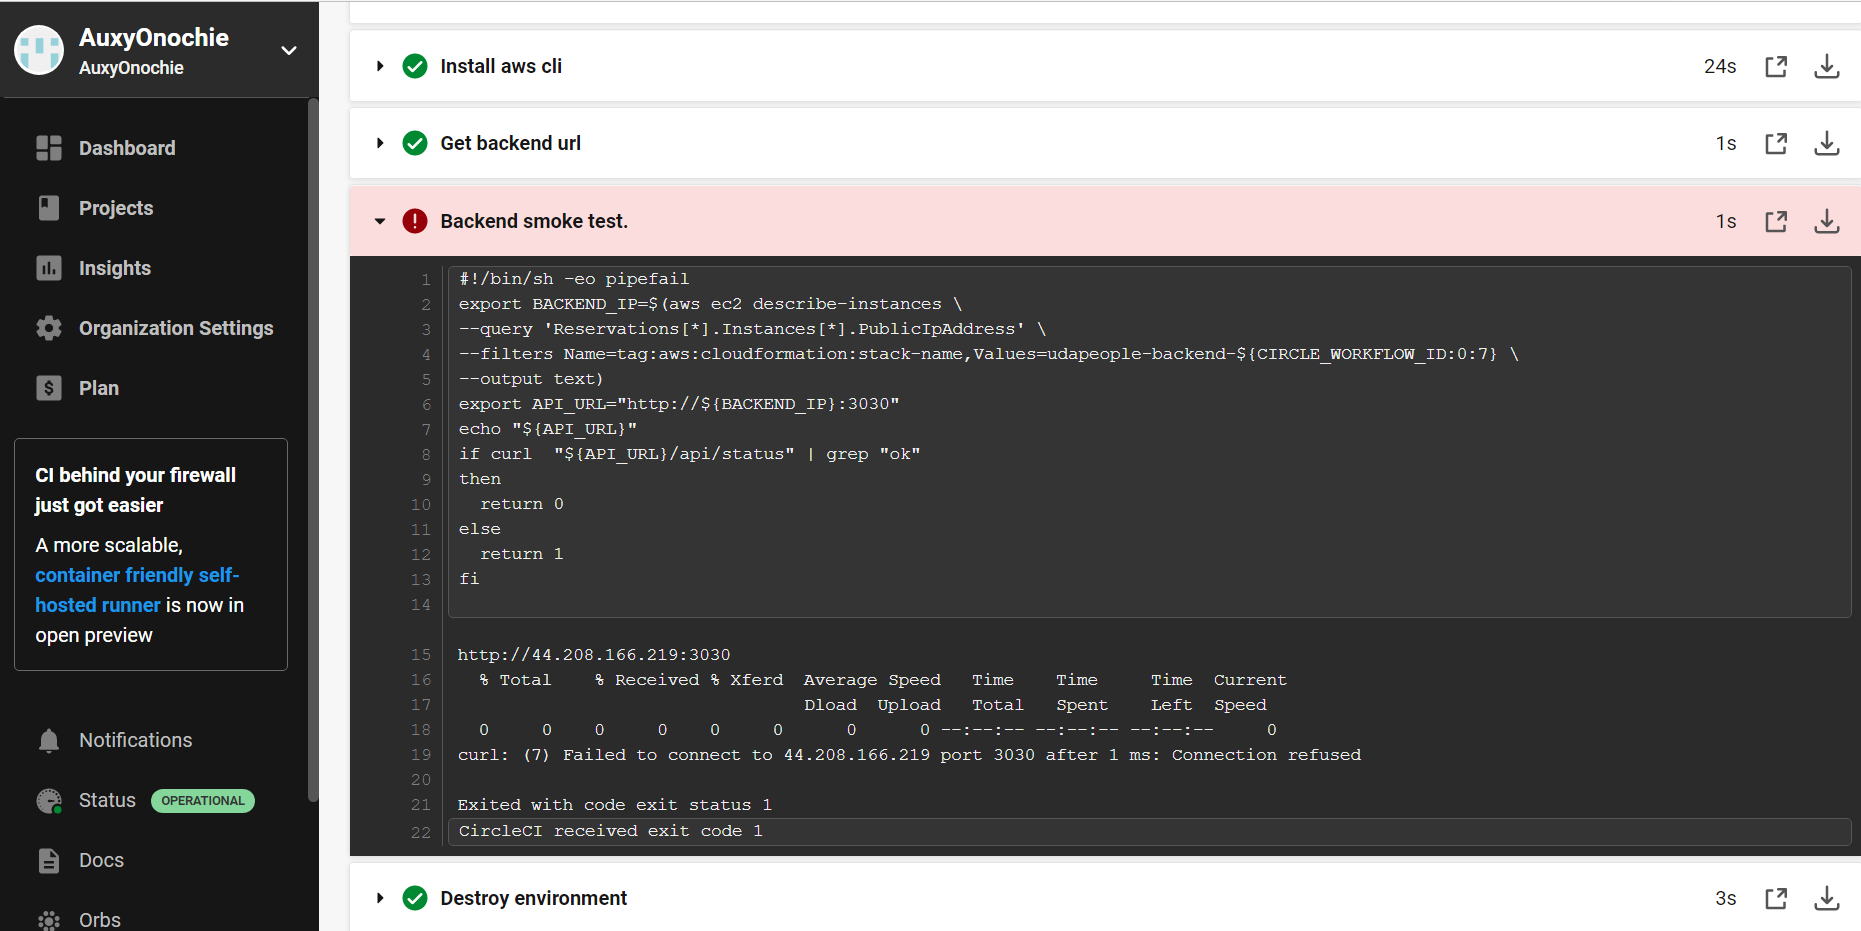 AuxyOnochie
AuxyOnochie
Dashboard
Projects
Insights
Organization Settings
Plan
CI behind your firewall
just got easier
A more scalable,
container friendly self-
hosted runner is now in
open preview
Notifications
Status OPERATIONAL
Docs
Orbs
Install aws cli 24s
Get backend url 1s
Backend smoke test. 1s
1 #!/bin/sh -eo pipefail
2 export BACKEND_IP=$(aws ec2 describe-instances \
3 --query 'Reservations[*].Instances[*].PublicIpAddress' \
4 --filters Name=tag:aws:cloudformation:stack-name,Values=udapeople-backend-${CIRCLE_WORKFLOW_ID:0:7} \
5 --output text)
6 export API_URL="http://${BACKEND_IP}:3030"
7 echo "${API_URL}"
8 if curl  "${API_URL}/api/status" | grep "ok"
9 then
10   return 0
11 else
12   return 1
13 fi
14
15 http://44.208.166.219:3030
16   % Total    % Received % Xferd  Average Speed   Time    Time     Time  Current
17                                  Dload  Upload   Total   Spent    Left  Speed
18   0     0    0     0    0     0      0      0 --:--:-- --:--:-- --:--:--     0
19 curl: (7) Failed to connect to 44.208.166.219 port 3030 after 1 ms: Connection refused
20
21 Exited with code exit status 1
22 CircleCI received exit code 1
Destroy environment 3s